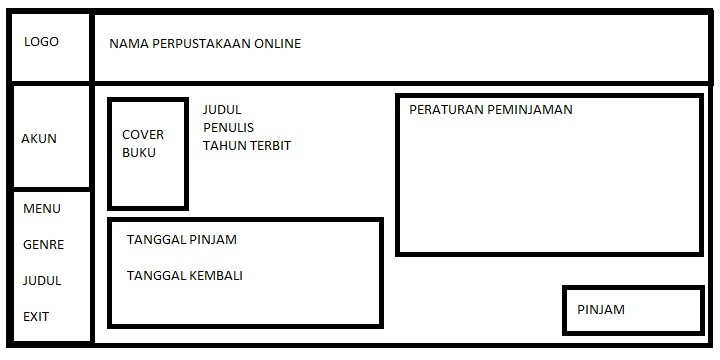 LOGO
NAMA PERPUSTAKAAN ONLINE
AKUN
MENU
GENRE
JUDUL
EXIT
COVER
BUKU
JUDUL
PENULIS
TAHUN TERBIT
PERATURAN PEMINJAMAN
TANGGAL PINJAM
TANGGAL KEMBALI
PINJAM